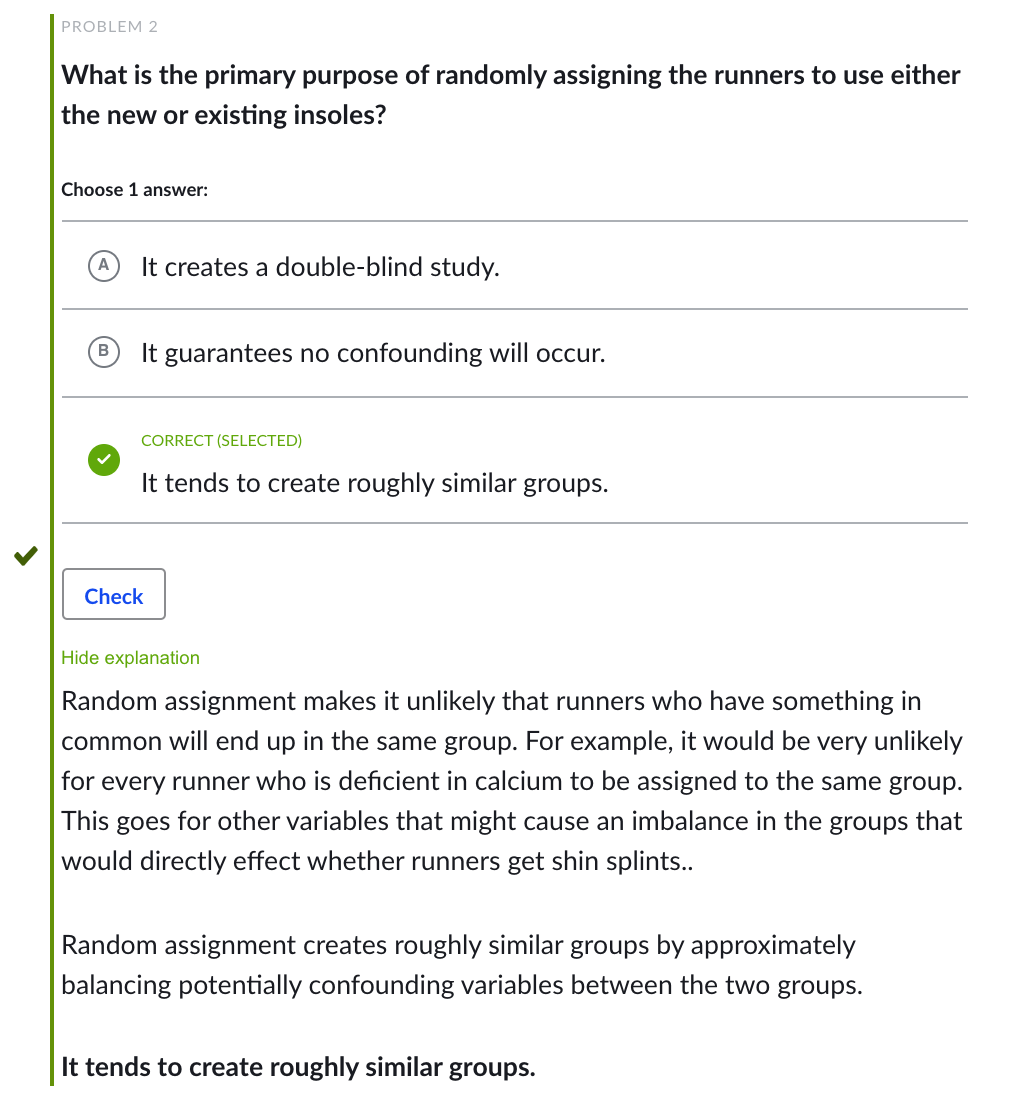 PROBLEM 2
What is the primary purpose of randomly assigning the runners to use either
the new or existing insoles?
Choose 1 answer:
A It creates a double-blind study.
B It guarantees no confounding will occur.
CORRECT (SELECTED)
It tends to create roughly similar groups.
Check
Hide explanation
Random assignment makes it unlikely that runners who have something in
common will end up in the same group. For example, it would be very unlikely
for every runner who is deficient in calcium to be assigned to the same group.
This goes for other variables that might cause an imbalance in the groups that
would directly effect whether runners get shin splints..
Random assignment creates roughly similar groups by approximately
balancing potentially confounding variables between the two groups.
It tends to create roughly similar groups.